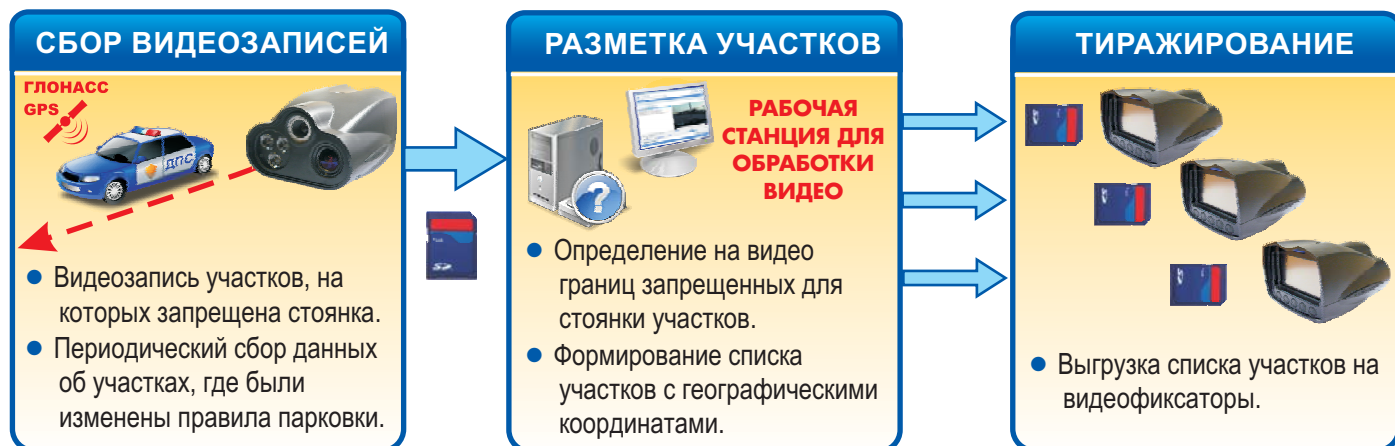 СБОР ВИДЕОЗАПИСЕЙ
ГЛОНАСС
GPS
ДПС
Видеозапись участков, на
которых запрещена стоянка.
Периодический сбор данных
об участках, где были
изменены правила парковки.
РАЗМЕТКА УЧАСТКОВ
РАБОЧАЯ
СТАНЦИЯ ДЛЯ
ОБРАБОТКИ
ВИДЕО
?
Определение на видео
границ запрещенных для
стоянки участков.
Формирование списка
участков с географическими
координатами.
ТИРАЖИРОВАНИЕ
Выгрузка списка участков на
видеофиксаторы.